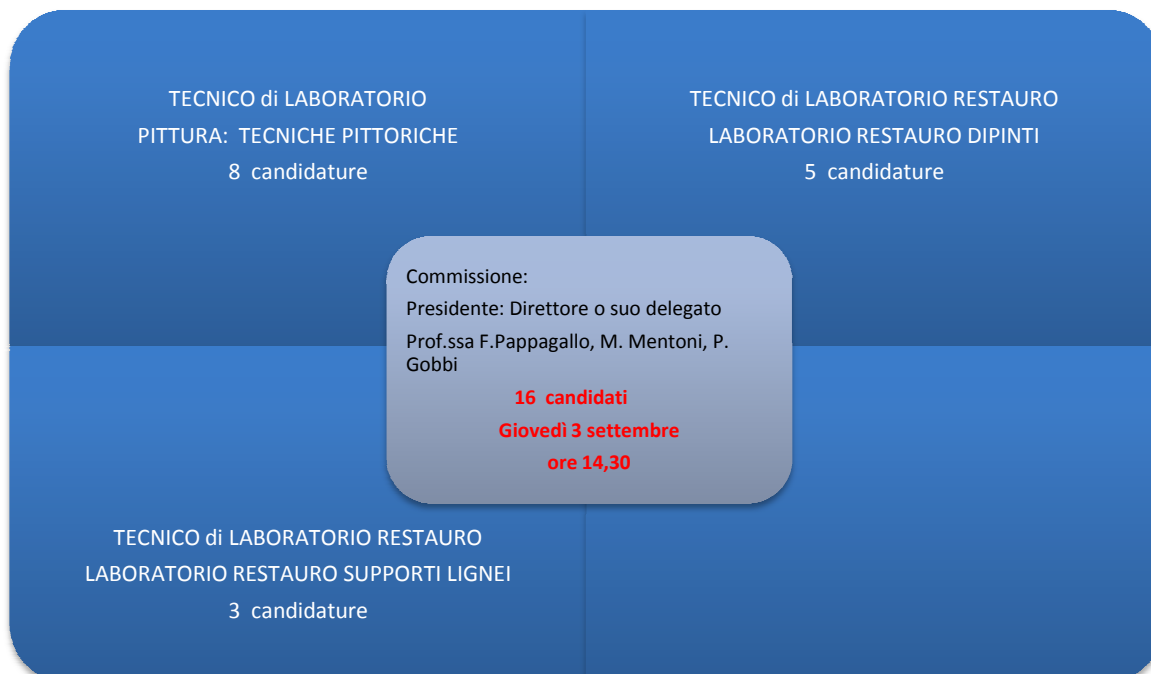 TECNICO di LABORATORIO
PITTURA: TECNICHE PITTORICHE
8 candidature
TECNICO di LABORATORIO RESTAURO
LABORATORIO RESTAURO DIPINTI
5 candidature
Commissione:
Presidente: Direttore o suo delegato
Prof.ssa F.Pappagallo, M. Mentoni, P.
Gobbi
16 candidati
Giovedì 3 settembre
ore 14,30
TECNICO di LABORATORIO RESTAURO
LABORATORIO RESTAURO SUPPORTI LIGNEI
3 candidature